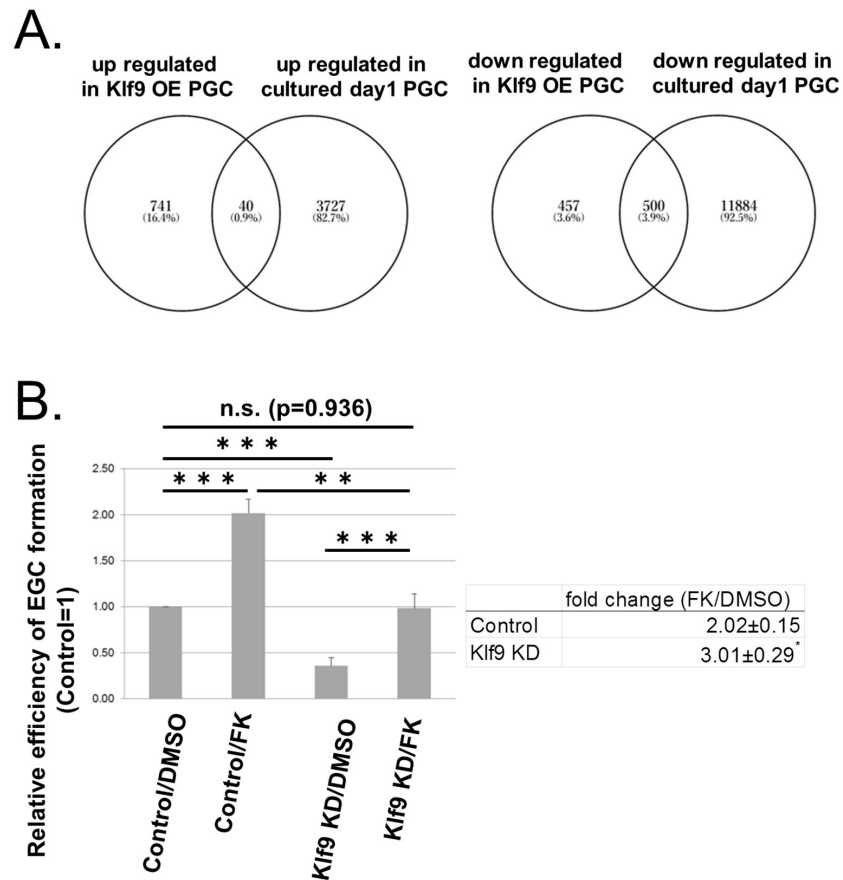 A.
up regulated
in Klf9 OE PGC
up regulated in
cultured day1 PGC
down regulated
in Klf9 OE PGC
down regulated in
cultured day1 PGC
741
(16.4%)
40
(0.9%)
3727
(82.7%)
457
(3.6%)
500
(3.9%)
11884
(92.5%)
B.
n.s. (p=0.936)
***
*** **
***
Relative efficiency of EGC formation
(Control=1)
2.50
2.00
1.50
1.00
0.50
0.00
Control/DMSO
Control/FK
Klf9 KD/DMSO
Klf9 KD/FK
fold change (FK/DMSO)
Control 2.02±0.15
Klf9 KD 3.01±0.29*